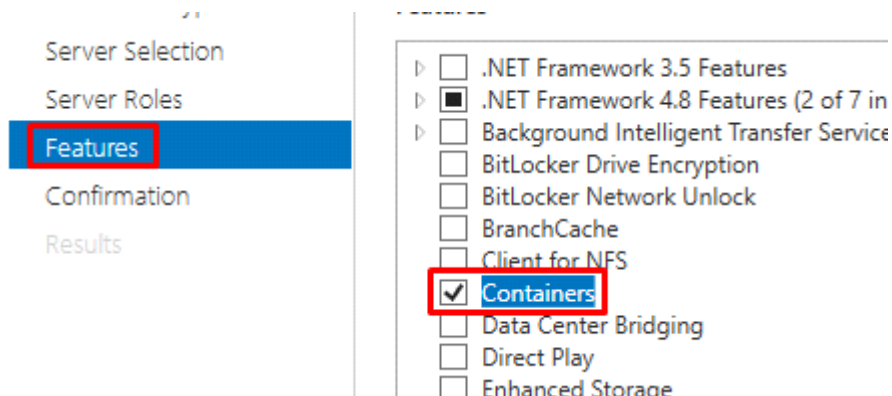 Server Selection
Server Roles
Features
Confirmation
Results
.NET Framework 3.5 Features
.NET Framework 4.8 Features (2 of 7 in
Background Intelligent Transfer Service
BitLocker Drive Encryption
BitLocker Network Unlock
BranchCache
Client for NFS
Containers
Data Center Bridging
Direct Play
Enhanced Storage